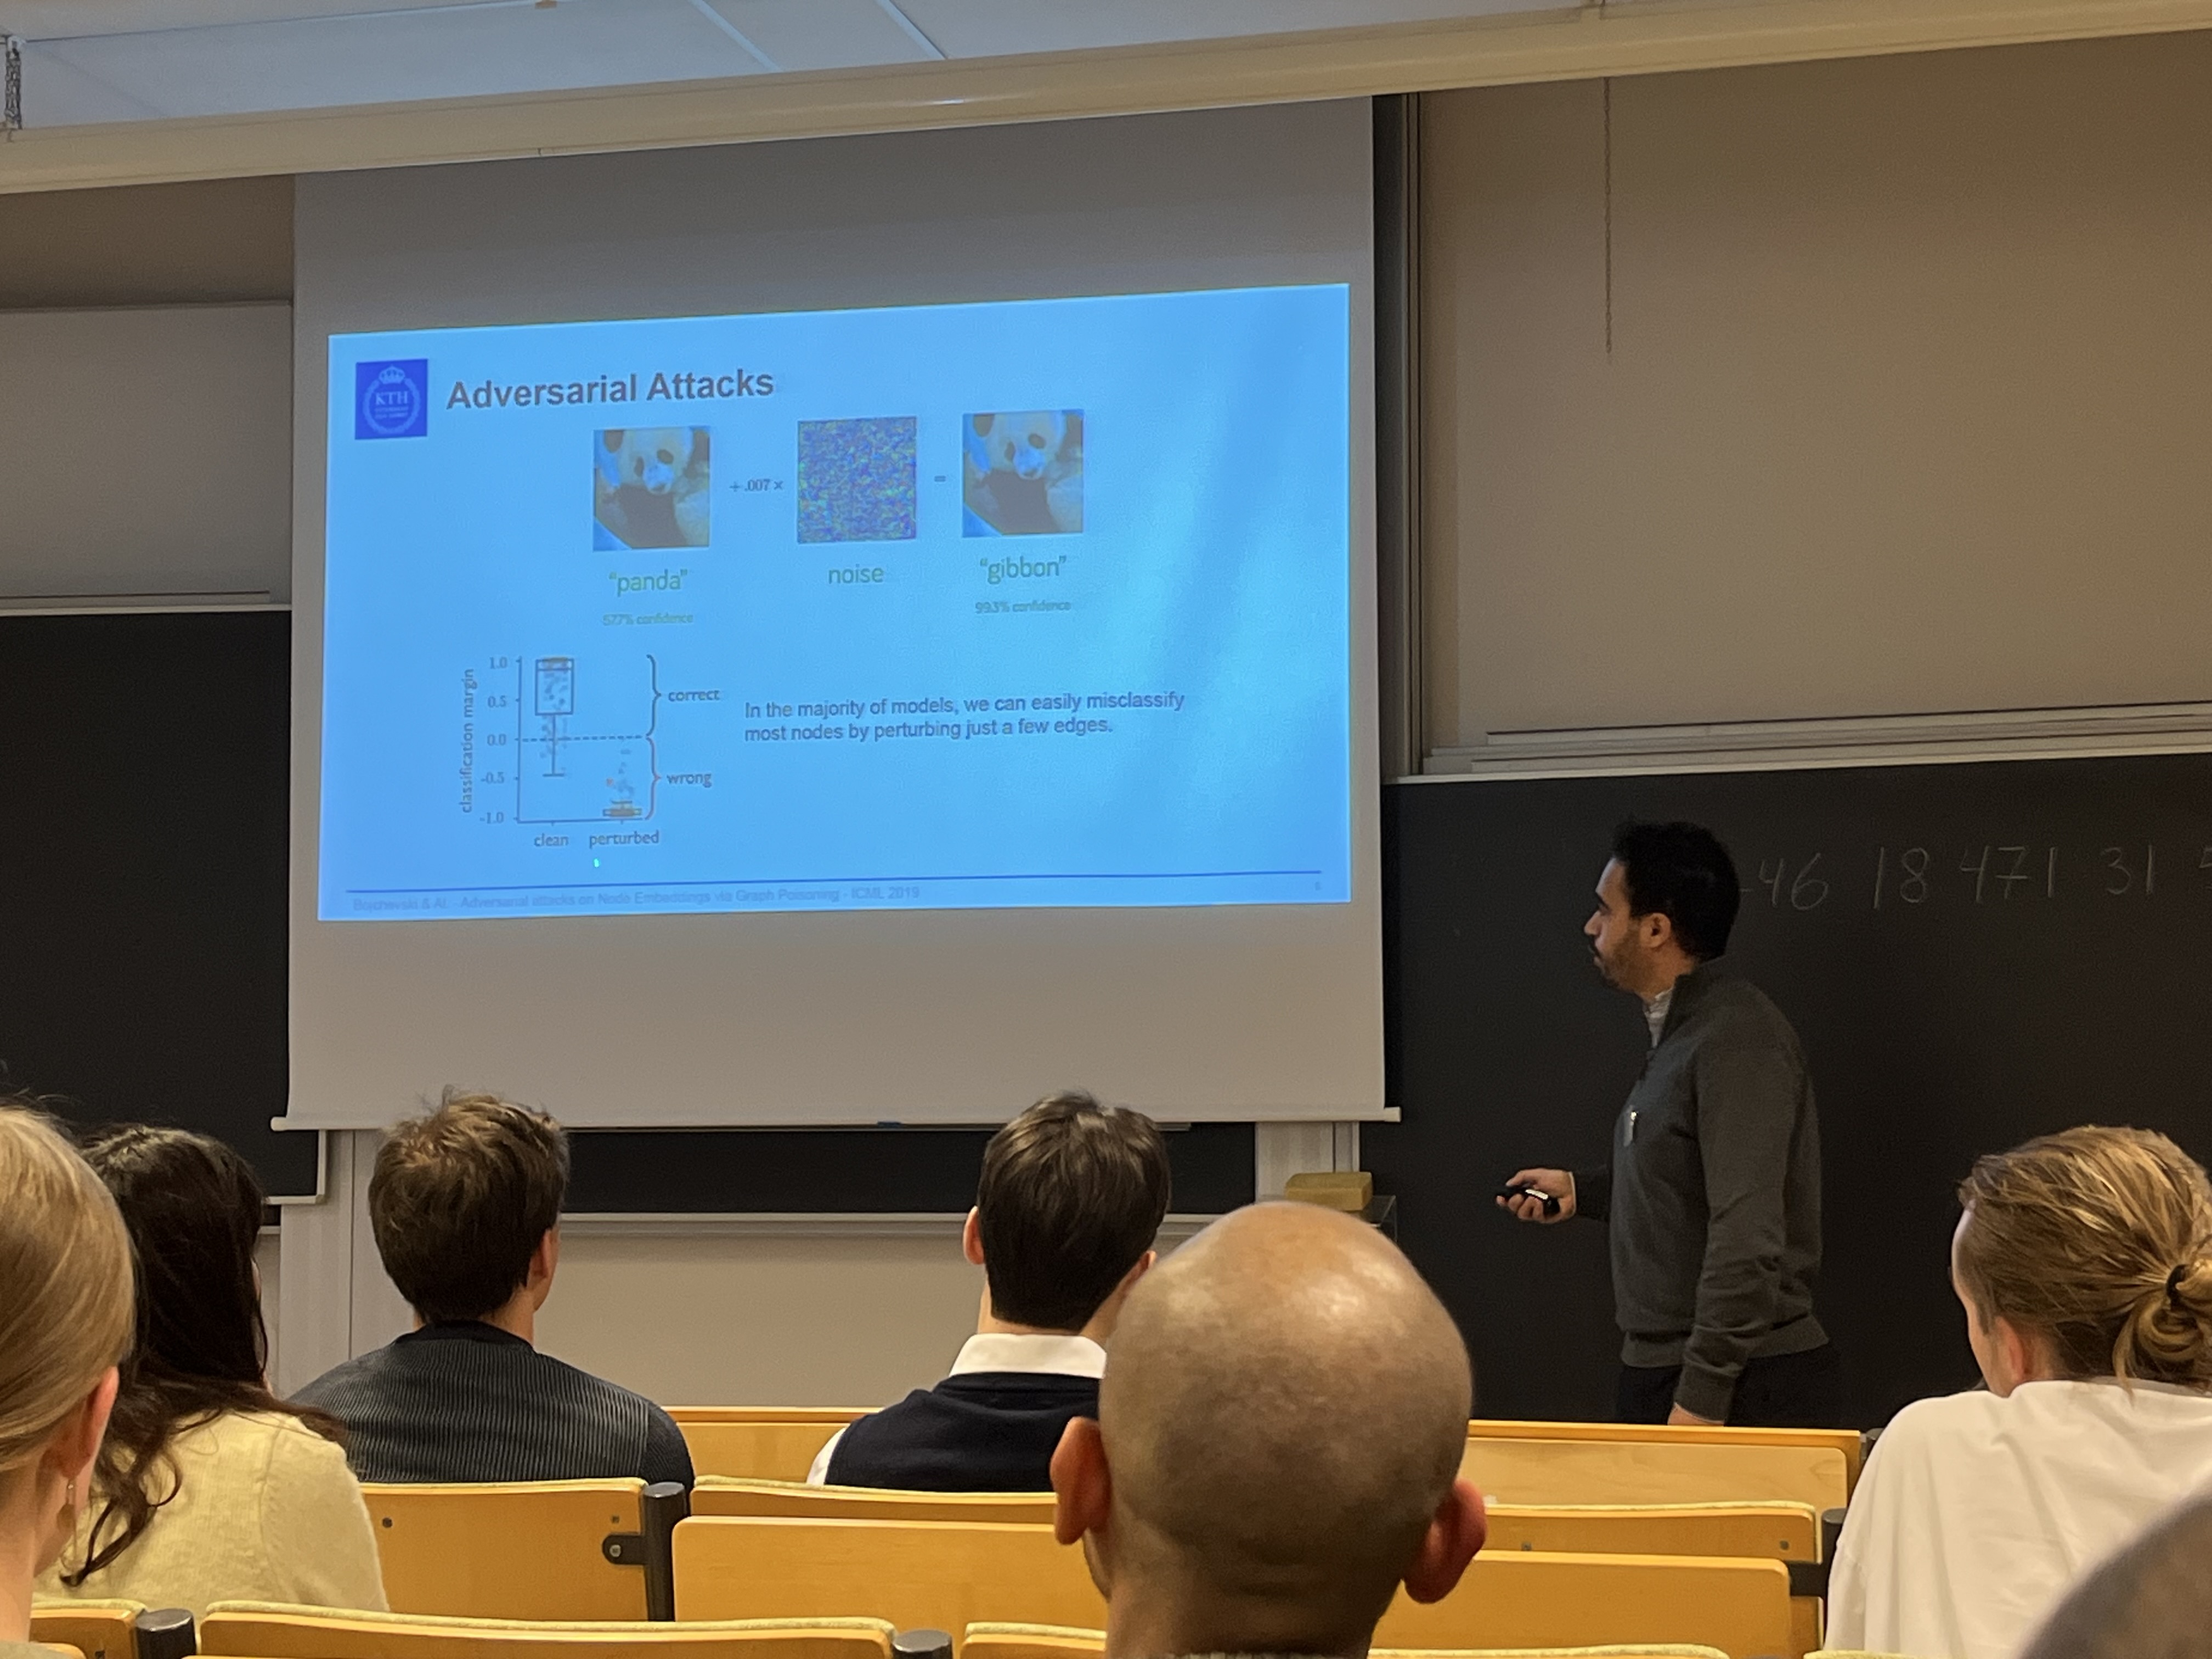 KTH
Adversarial Attacks
+ .007 ×
=
"panda"
noise
"gibbon"
57.7% confidence
99.3% confidence
classification margin
1.0
0.5
0.0
-0.5
-1.0
correct
wrong
clean
perturbed
In the majority of models, we can easily misclassify
most nodes by perturbing just a few edges.
Bojchevski & Al. Adversarial attacks on Node Embeddings via Graph Poisoning - ICML 2019
46 18 471 31